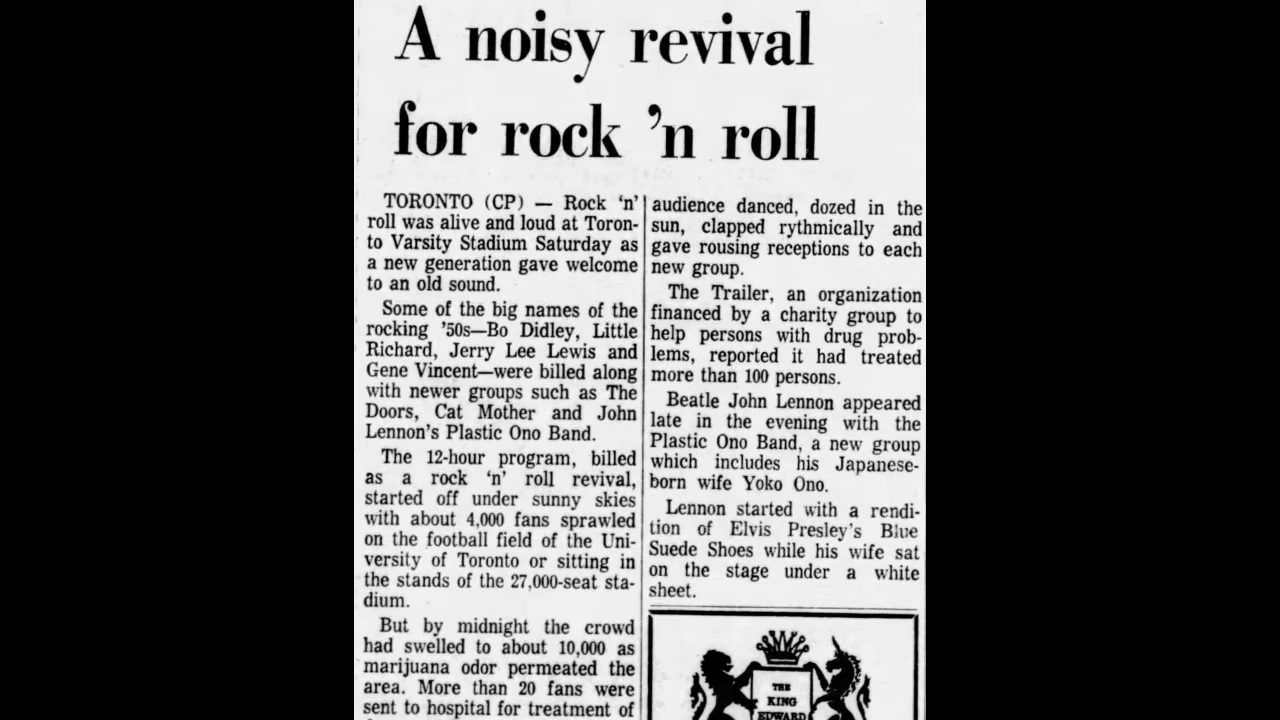 A noisy revival
for rock 'n roll
TORONTO (CP) — Rock 'n'
roll was alive and loud at Toron-
to Varsity Stadium Saturday as
a new generation gave welcome
to an old sound.
Some of the big names of the
rocking '50s—Bo Didley, Little
Richard, Jerry Lee Lewis and
Gene Vincent—were billed along
with newer groups such as The
Doors, Cat Mother and John
Lennon's Plastic Ono Band.
The 12-hour program, billed
as a rock 'n' roll revival,
started off under sunny skies
with about 4,000 fans sprawled
on the football field of the Uni-
versity of Toronto or sitting in
the stands of the 27,000-seat sta-
dium.
But by midnight the crowd
had swelled to about 10,000 as
marijuana odor permeated the
area. More than 20 fans were
sent to hospital for treatment of
audience danced, dozed in the
sun, clapped rythmically and
gave rousing receptions to each
new group.
The Trailer, an organization
financed by a charity group to
help persons with drug prob-
lems, reported it had treated
more than 100 persons.
Beatle John Lennon appeared
late in the evening with the
Plastic Ono Band, a new group
which includes his Japanese-
born wife Yoko Ono.
Lennon started with a rendi-
tion of Elvis Presley's Blue
Suede Shoes while his wife sat
on the stage under a white
sheet.
THE
KING
EDWARD